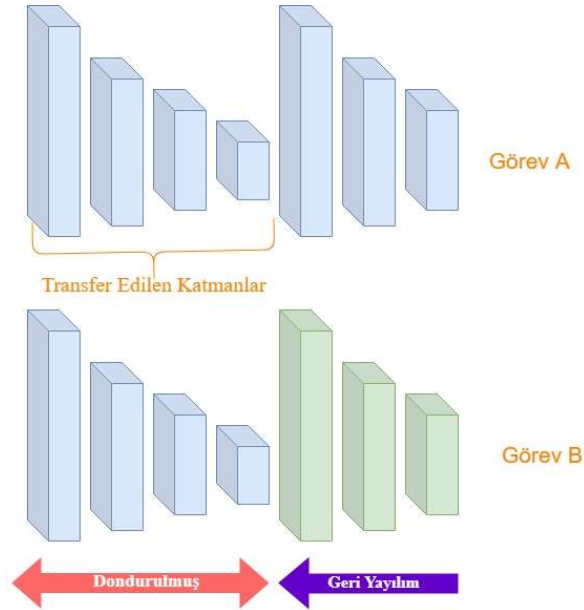 Görev A
Transfer Edilen Katmanlar
Görev B
Dondurulmuş
Geri Yayılım